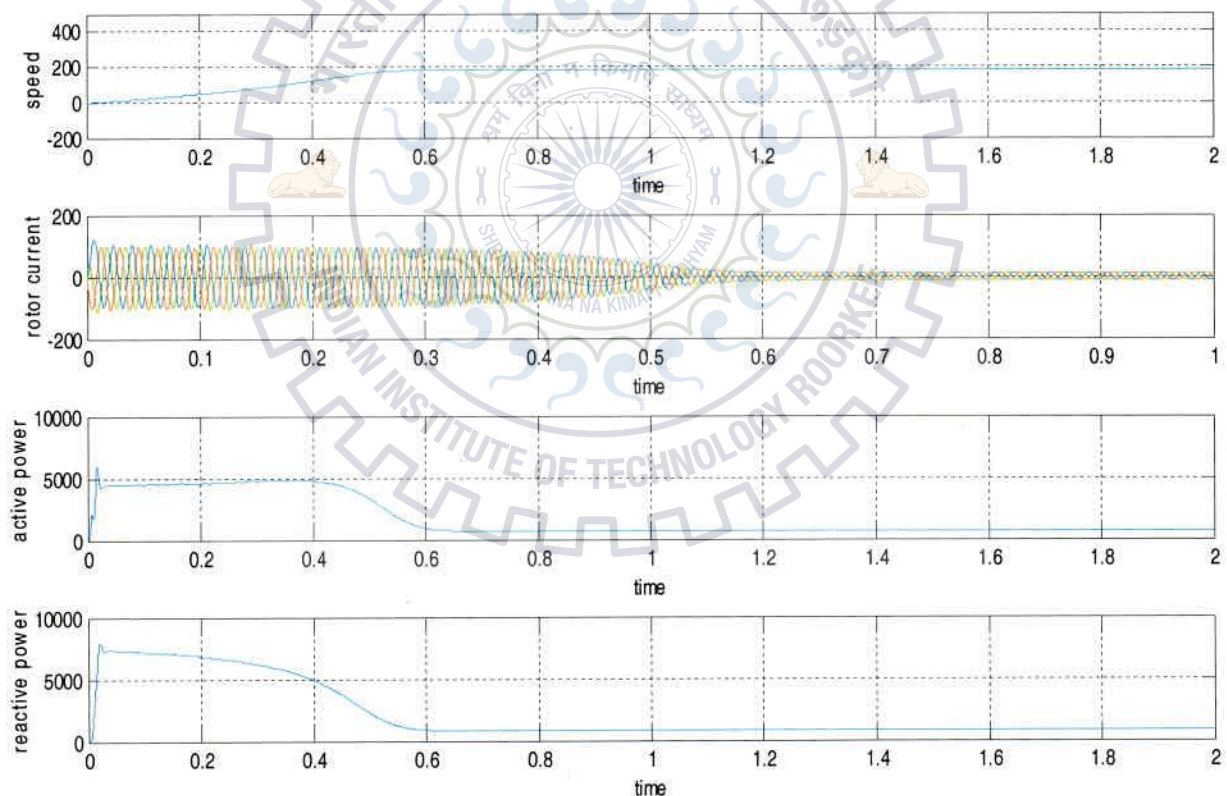 speed
400
200
0
-200
0 0.2 0.4 0.6 0.8 1 1.2 1.4 1.6 1.8 2
time
rotor current
200
0
-200
0 0.1 0.2 0.3 0.4 0.5 0.6 0.7 0.8 0.9 1
time
active power
10000
5000
0
0 0.2 0.4 0.6 0.8 1 1.2 1.4 1.6 1.8 2
time
reactive power
10000
5000
0
0 0.2 0.4 0.6 0.8 1 1.2 1.4 1.6 1.8 2
time
श्रमं विना न किमपि साध्यम्
INDIAN INSTITUTE OF TECHNOLOGY ROORKEE